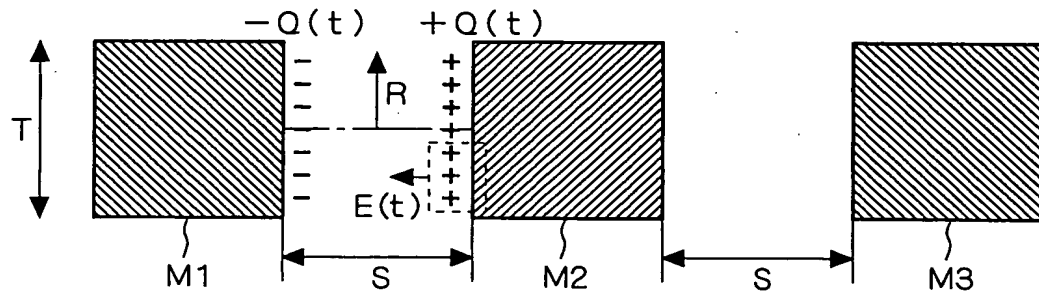 −Q(t) +Q(t)
T
R
E(t)
S S
M1 M2 M3